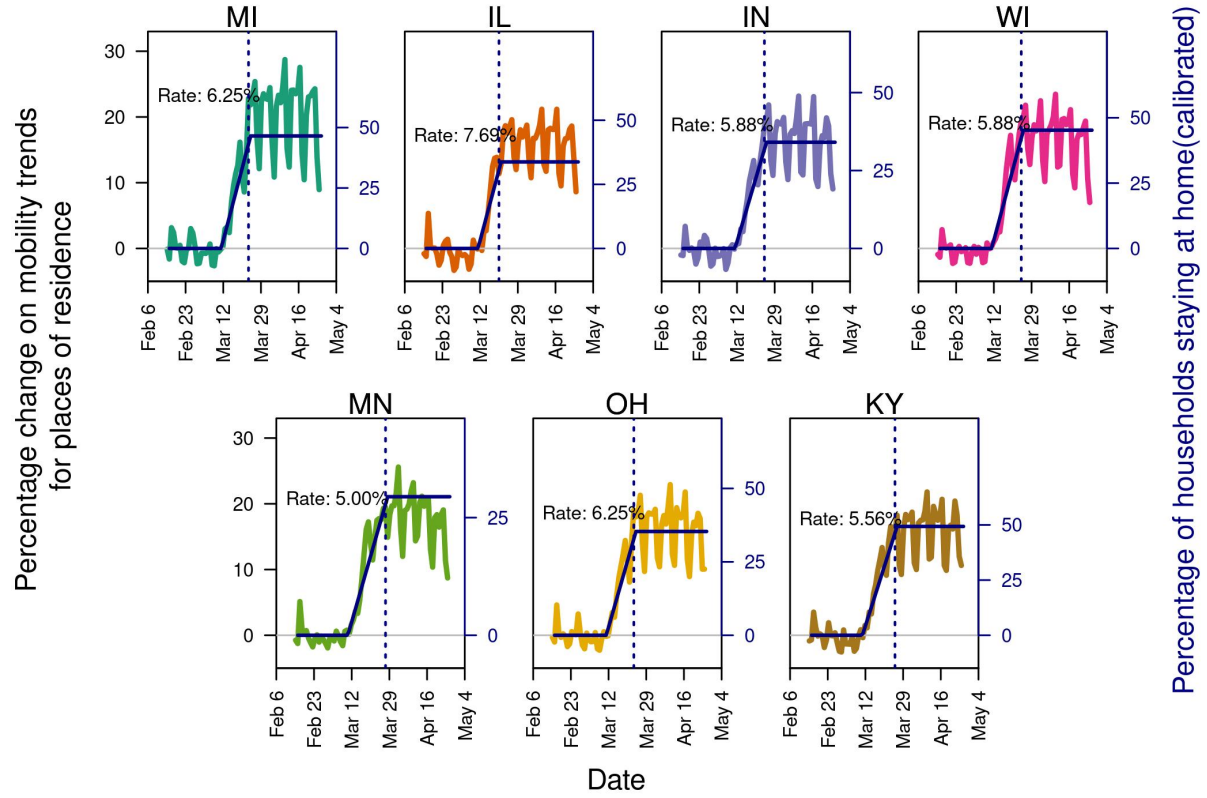 MI IL IN WI
30
20
10
0
Rate: 6.25%
50
25
0
Rate: 7.69%
50
25
0
Rate: 5.88%
50
25
0
Rate: 5.88%
50
25
0
Feb 6 Feb 23 Mar 12 Mar 29 Apr 16 May 4
Feb 6 Feb 23 Mar 12 Mar 29 Apr 16 May 4
Feb 6 Feb 23 Mar 12 Mar 29 Apr 16 May 4
Feb 6 Feb 23 Mar 12 Mar 29 Apr 16 May 4
Percentage change on mobility trends
for places of residence
Percentage of households staying at home(calibrated)
MN OH KY
30
20
10
0
Rate: 5.00%
25
0
Rate: 6.25%
50
25
0
Rate: 5.56%
50
25
0
Feb 6 Feb 23 Mar 12 Mar 29 Apr 16 May 4
Feb 6 Feb 23 Mar 12 Mar 29 Apr 16 May 4
Feb 6 Feb 23 Mar 12 Mar 29 Apr 16 May 4
Date